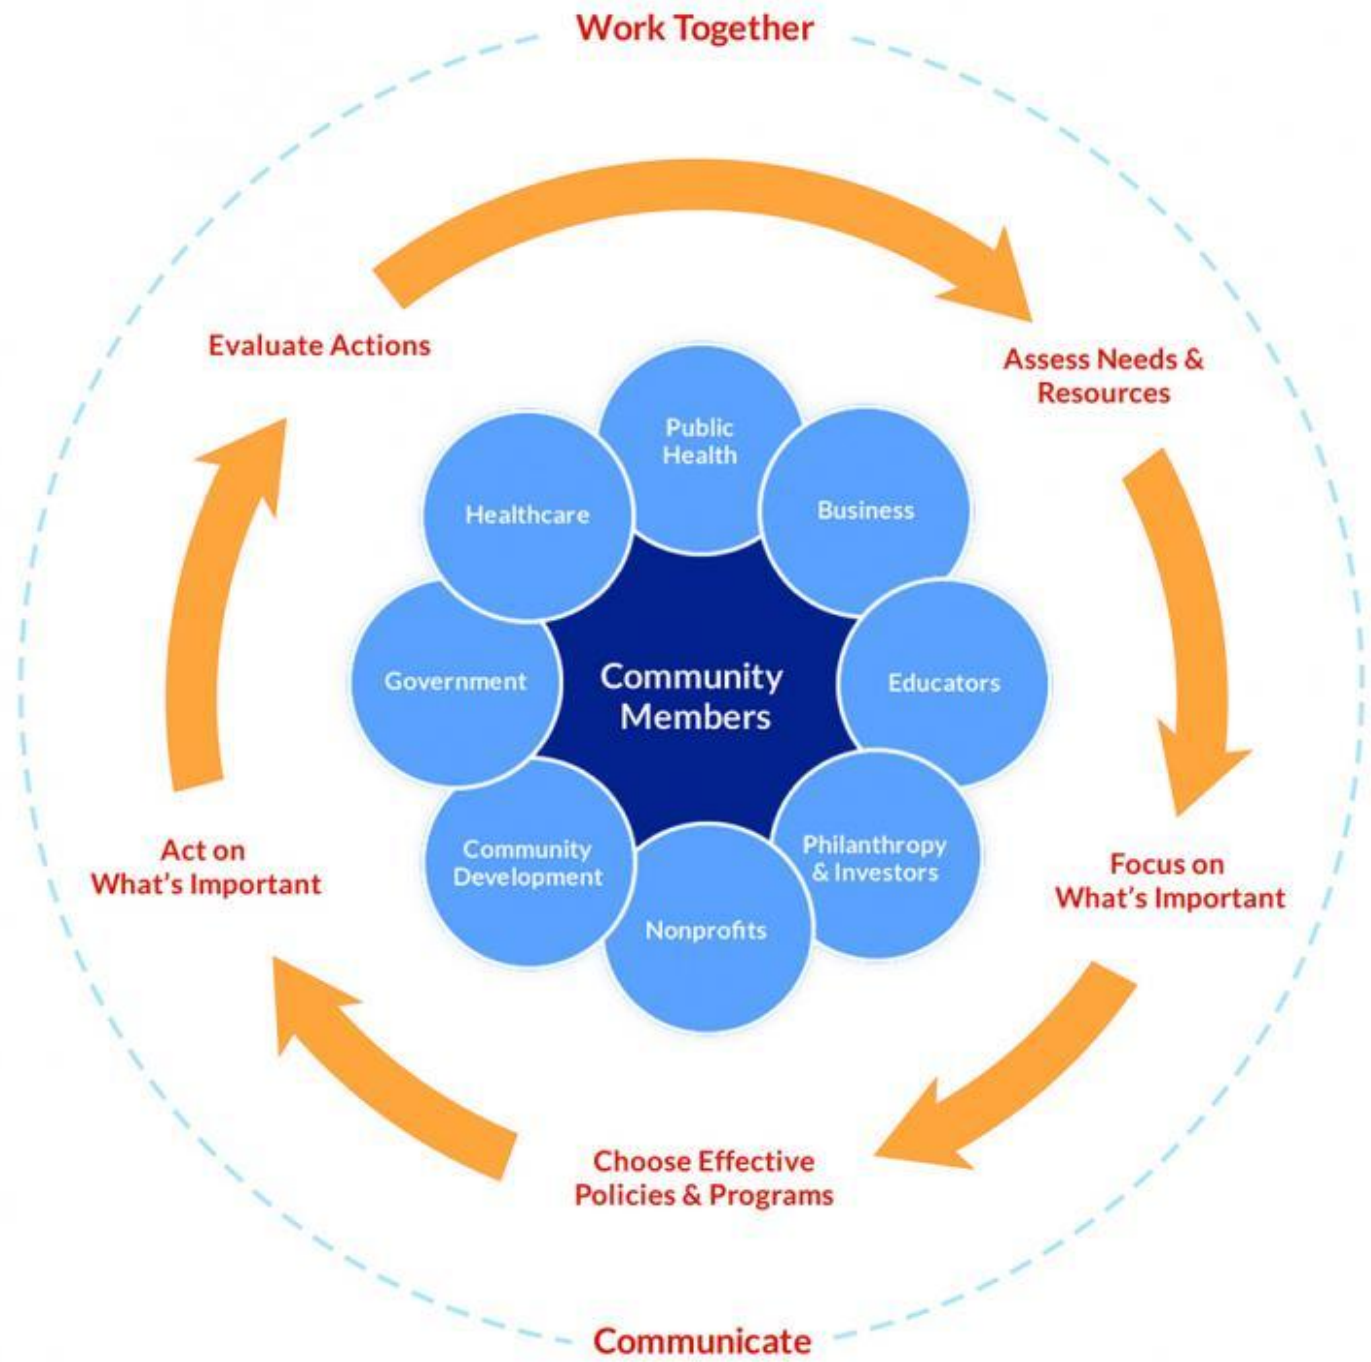 Work Together
Evaluate Actions
Assess Needs &
Resources
Public
Health
Healthcare
Business
Government
Community
Members
Educators
Community
Development
Philanthropy
& Investors
Nonprofits
Act on
What’s Important
Focus on
What’s Important
Choose Effective
Policies & Programs
Communicate